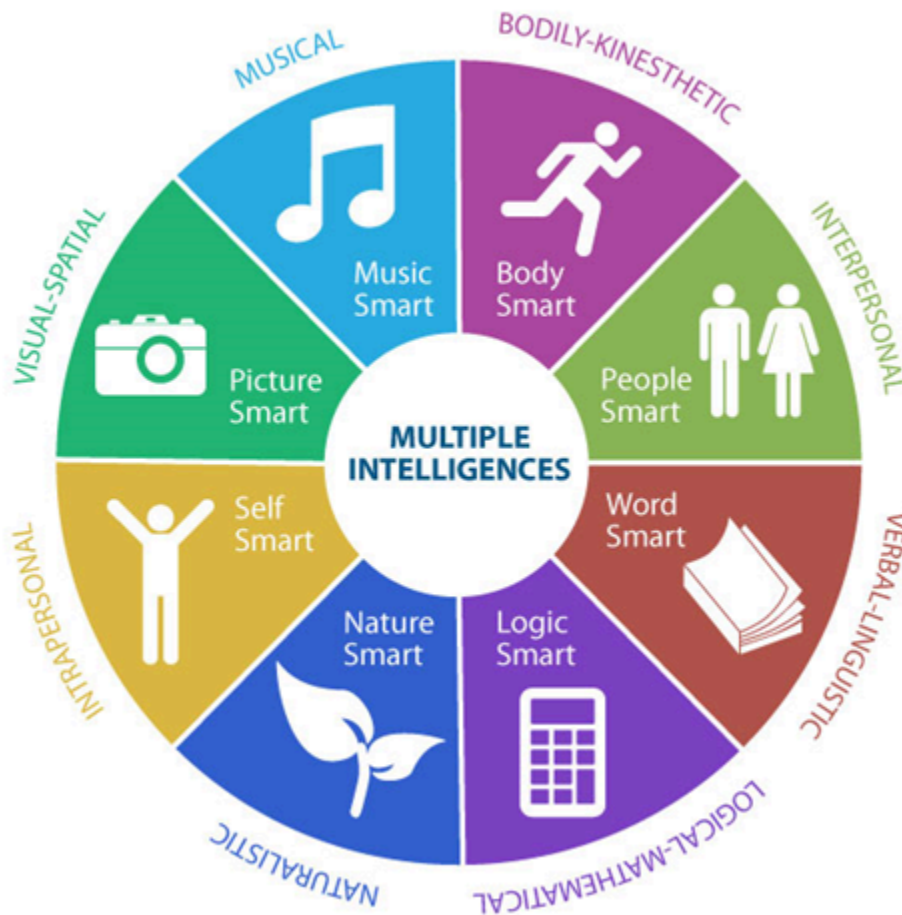 MUSICAL
BODILY-KINESTHETIC
INTERPERSONAL
VERBAL-LINGUISTIC
LOGICAL-MATHEMATICAL
NATURALISTIC
INTRAPERSONAL
VISUAL-SPATIAL
Music
Smart
Body
Smart
People
Smart
Word
Smart
Logic
Smart
Nature
Smart
Self
Smart
Picture
Smart
MULTIPLE
INTELLIGENCES